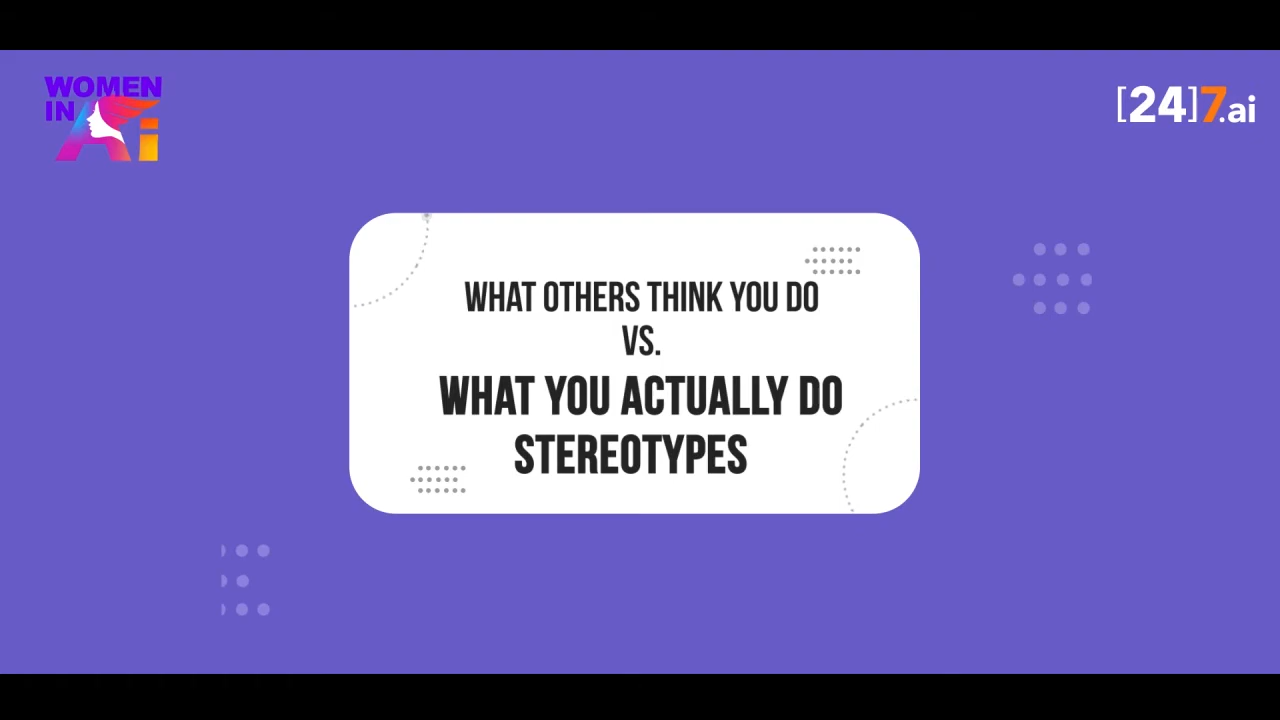 WOMEN
IN Ai
[24]7.ai
WHAT OTHERS THINK YOU DO
VS.
WHAT YOU ACTUALLY DO
STEREOTYPES